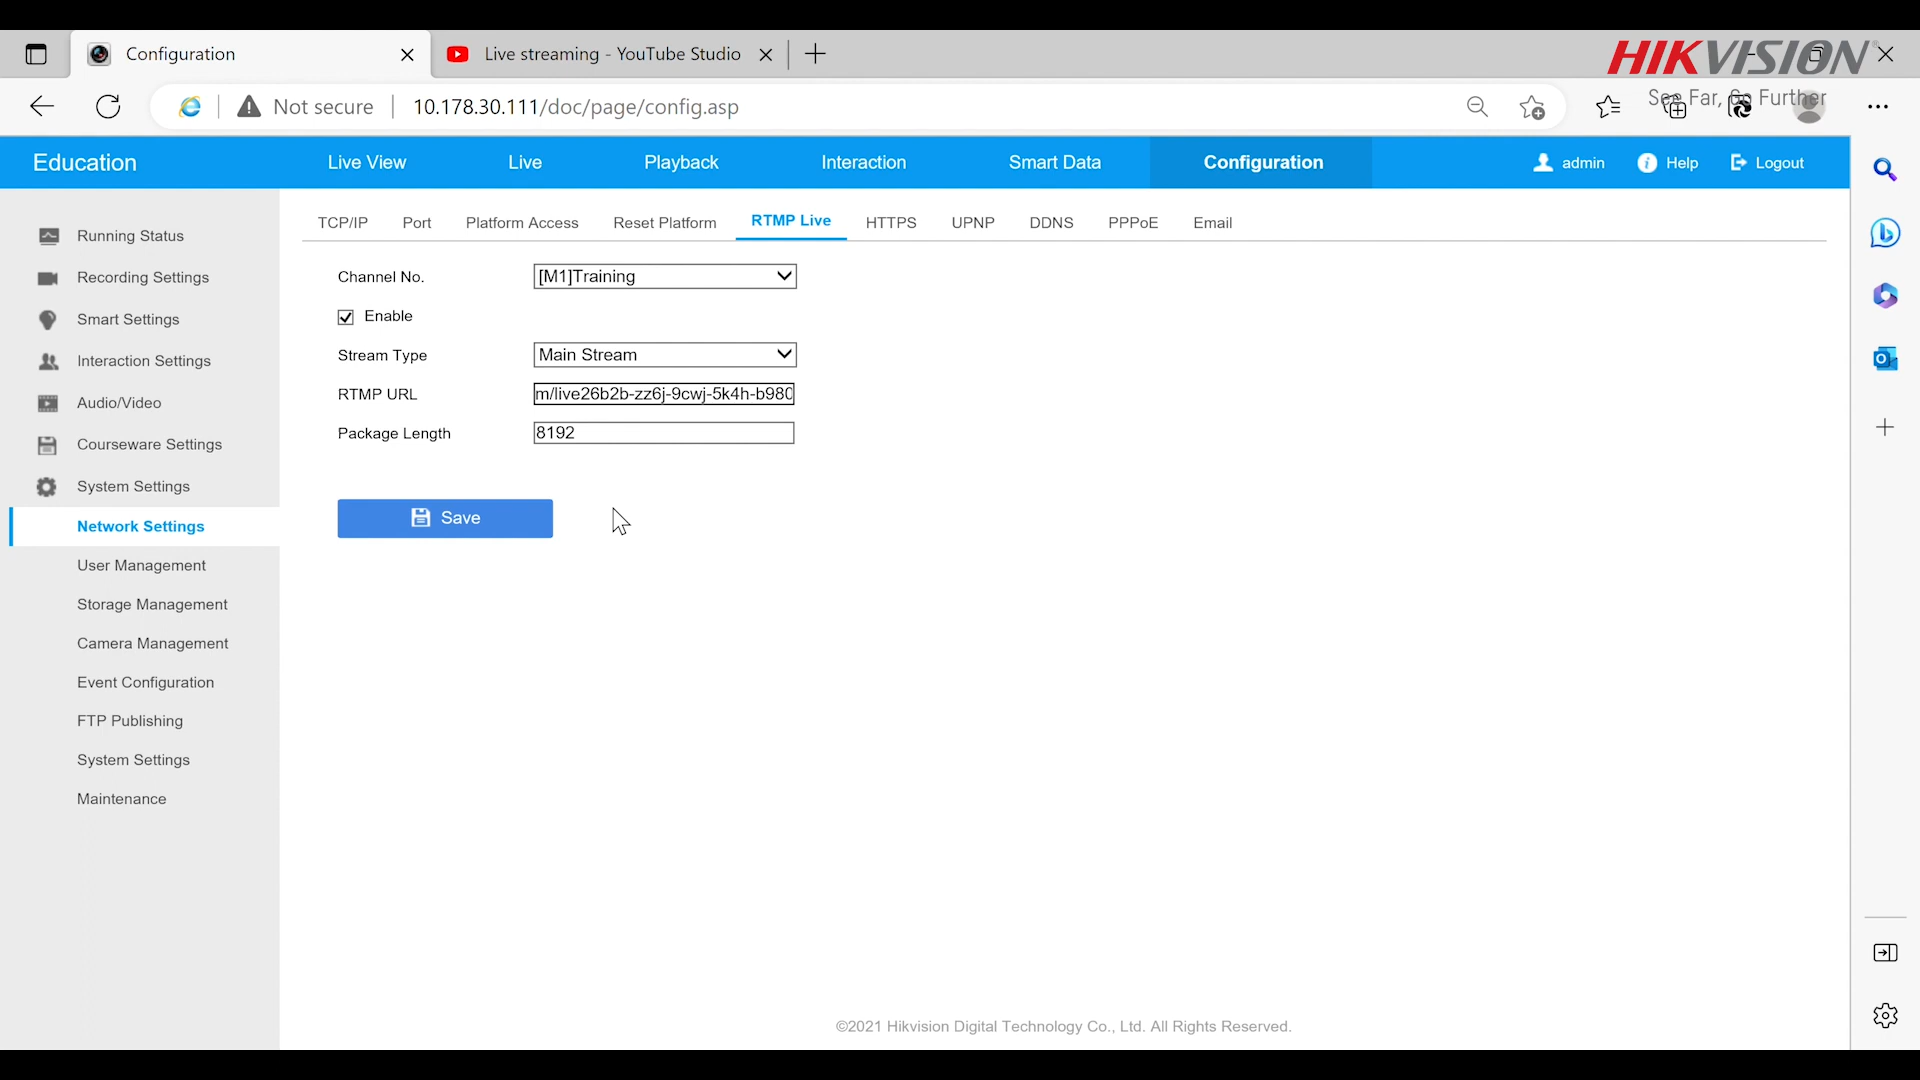 Configuration
Live streaming - YouTube Studio
HIKVISION
See Far, Go Further
Not secure
10.178.30.111/doc/page/config.asp
Education
Live View
Live
Playback
Interaction
Smart Data
Configuration
admin
Help
Logout
Running Status
Recording Settings
Smart Settings
Interaction Settings
Audio/Video
Courseware Settings
System Settings
Network Settings
User Management
Storage Management
Camera Management
Event Configuration
FTP Publishing
System Settings
Maintenance
TCP/IP
Port
Platform Access
Reset Platform
RTMP Live
HTTPS
UPNP
DDNS
PPPoE
Email
Channel No.
[M1]Training
Enable
Stream Type
Main Stream
RTMP URL
m/live26b2b-zz6j-9cwj-5k4h-b980
Package Length
8192
Save
©2021 Hikvision Digital Technology Co., Ltd. All Rights Reserved.